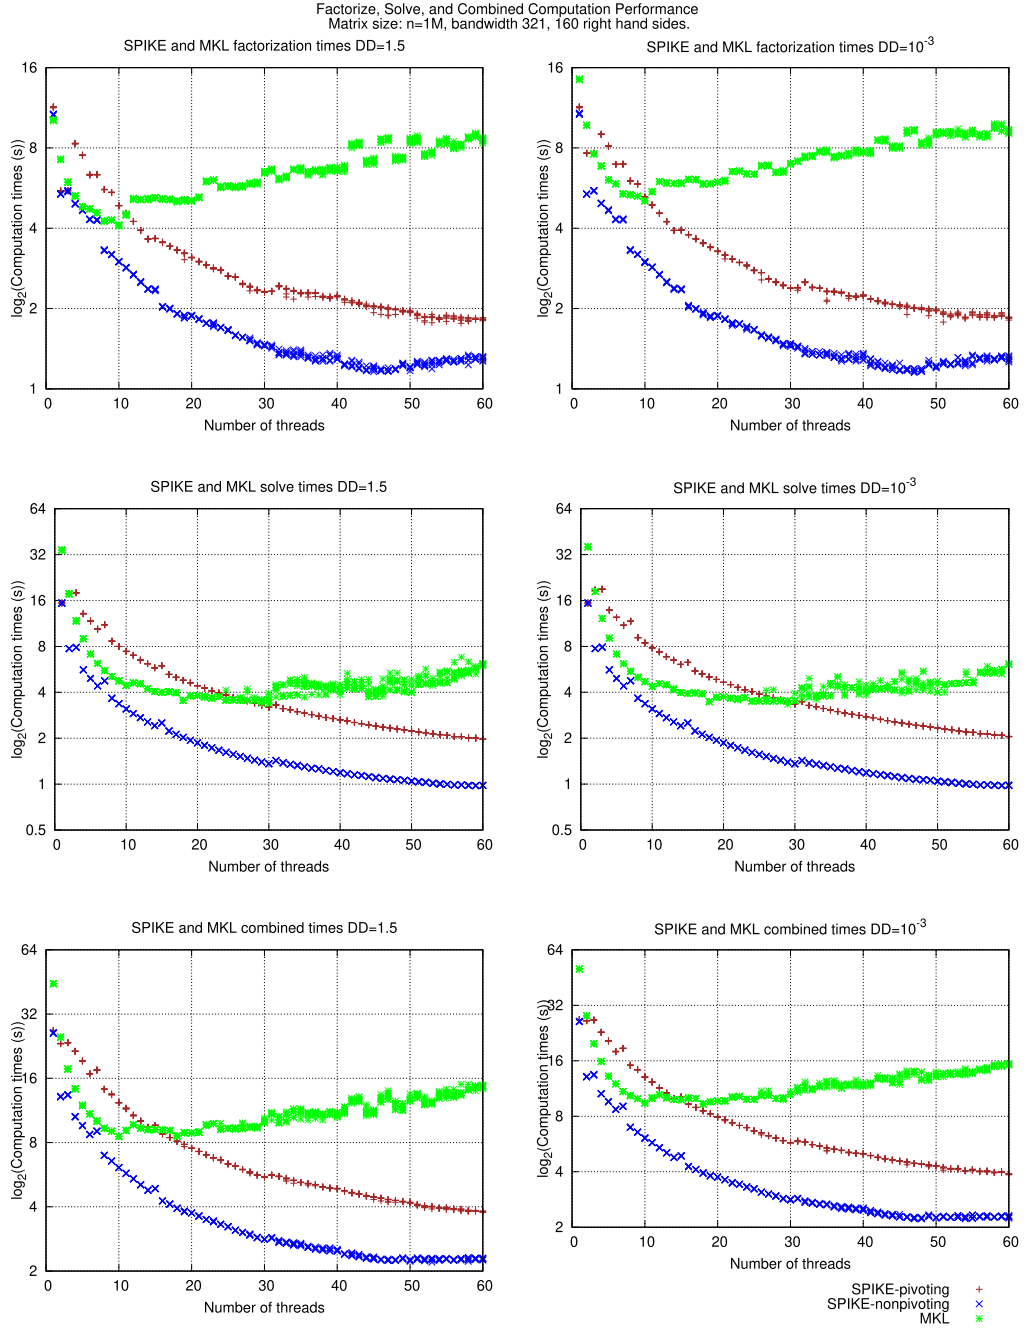 Factorize, Solve, and Combined Computation Performance
Matrix size: n=1M, bandwidth 321, 160 right hand sides.
SPIKE and MKL factorization times DD=1.5
log2(Computation times (s))
16
8
4
2
1
0 10 20 30 40 50 60
Number of threads
SPIKE and MKL factorization times DD=10-3
log2(Computation times (s))
16
8
4
2
1
0 10 20 30 40 50 60
Number of threads
SPIKE and MKL solve times DD=1.5
log2(Computation times (s))
64
32
16
8
4
2
1
0.5
0 10 20 30 40 50 60
Number of threads
SPIKE and MKL solve times DD=10-3
log2(Computation times (s))
64
32
16
8
4
2
1
0.5
0 10 20 30 40 50 60
Number of threads
SPIKE and MKL combined times DD=1.5
log2(Computation times (s))
64
32
16
8
4
2
0 10 20 30 40 50 60
Number of threads
SPIKE and MKL combined times DD=10-3
log2(Computation times (s))
64
32
16
8
4
2
0 10 20 30 40 50 60
Number of threads
SPIKE-pivoting
SPIKE-nonpivoting
MKL